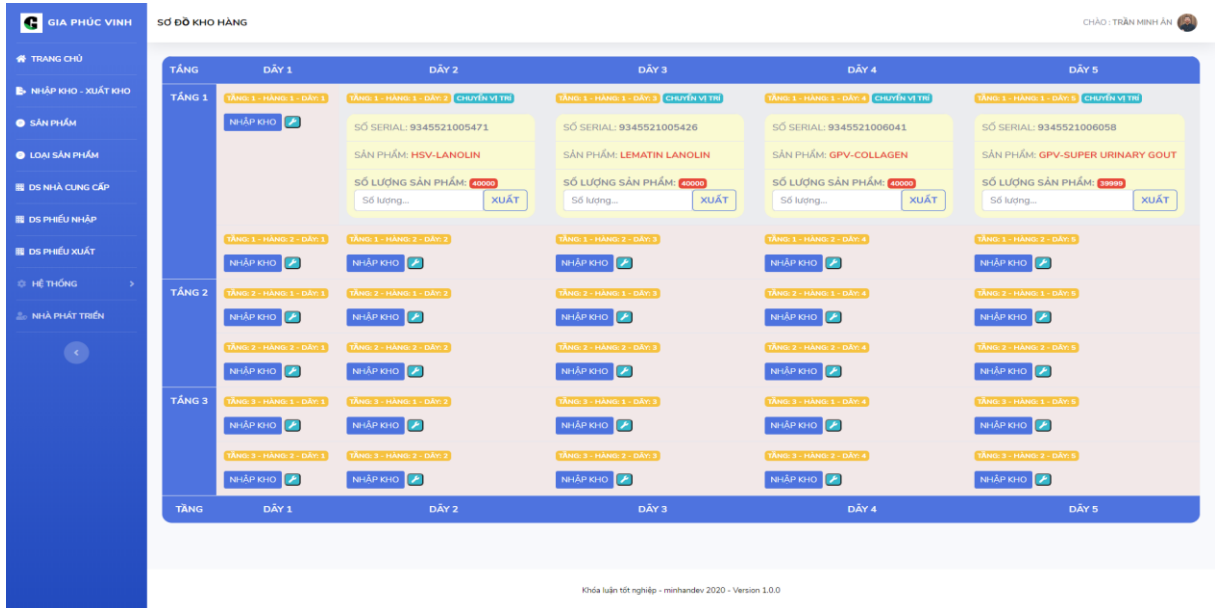 GIA PHÚC VINH
SƠ ĐỒ KHO HÀNG
CHÀO : TRẦN MINH ÂN
TRANG CHỦ
NHẬP KHO - XUẤT KHO
SẢN PHẨM
LOẠI SẢN PHẨM
DS NHÀ CUNG CẤP
DS PHIẾU NHẬP
DS PHIẾU XUẤT
HỆ THỐNG
NHÀ PHÁT TRIỂN
TẦNG DÃY 1 DÃY 2 DÃY 3 DÃY 4 DÃY 5
TẦNG 1
TẦNG: 1 - HÀNG: 1 - DÃY: 1
NHẬP KHO
TẦNG: 1 - HÀNG: 1 - DÃY: 2 CHUYỂN VỊ TRÍ
SỐ SERIAL: 9345521005471
SẢN PHẨM: HSV-LANOLIN
SỐ LƯỢNG SẢN PHẨM: 40000
Số lượng... XUẤT
TẦNG: 1 - HÀNG: 1 - DÃY: 3 CHUYỂN VỊ TRÍ
SỐ SERIAL: 9345521005426
SẢN PHẨM: LEMATIN LANOLIN
SỐ LƯỢNG SẢN PHẨM: 40000
Số lượng... XUẤT
TẦNG: 1 - HÀNG: 1 - DÃY: 4 CHUYỂN VỊ TRÍ
SỐ SERIAL: 9345521006041
SẢN PHẨM: GPV-COLLAGEN
SỐ LƯỢNG SẢN PHẨM: 40000
Số lượng... XUẤT
TẦNG: 1 - HÀNG: 1 - DÃY: 5 CHUYỂN VỊ TRÍ
SỐ SERIAL: 9345521006058
SẢN PHẨM: GPV-SUPER URINARY GOUT
SỐ LƯỢNG SẢN PHẨM: 39999
Số lượng... XUẤT
TẦNG: 1 - HÀNG: 2 - DÃY: 1 TẦNG: 1 - HÀNG: 2 - DÃY: 2 TẦNG: 1 - HÀNG: 2 - DÃY: 3 TẦNG: 1 - HÀNG: 2 - DÃY: 4 TẦNG: 1 - HÀNG: 2 - DÃY: 5
NHẬP KHO NHẬP KHO NHẬP KHO NHẬP KHO NHẬP KHO
TẦNG 2
TẦNG: 2 - HÀNG: 1 - DÃY: 1 TẦNG: 2 - HÀNG: 1 - DÃY: 2 TẦNG: 2 - HÀNG: 1 - DÃY: 3 TẦNG: 2 - HÀNG: 1 - DÃY: 4 TẦNG: 2 - HÀNG: 1 - DÃY: 5
NHẬP KHO NHẬP KHO NHẬP KHO NHẬP KHO NHẬP KHO
TẦNG: 2 - HÀNG: 2 - DÃY: 1 TẦNG: 2 - HÀNG: 2 - DÃY: 2 TẦNG: 2 - HÀNG: 2 - DÃY: 3 TẦNG: 2 - HÀNG: 2 - DÃY: 4 TẦNG: 2 - HÀNG: 2 - DÃY: 5
NHẬP KHO NHẬP KHO NHẬP KHO NHẬP KHO NHẬP KHO
TẦNG 3
TẦNG: 3 - HÀNG: 1 - DÃY: 1 TẦNG: 3 - HÀNG: 1 - DÃY: 2 TẦNG: 3 - HÀNG: 1 - DÃY: 3 TẦNG: 3 - HÀNG: 1 - DÃY: 4 TẦNG: 3 - HÀNG: 1 - DÃY: 5
NHẬP KHO NHẬP KHO NHẬP KHO NHẬP KHO NHẬP KHO
TẦNG: 3 - HÀNG: 2 - DÃY: 1 TẦNG: 3 - HÀNG: 2 - DÃY: 2 TẦNG: 3 - HÀNG: 2 - DÃY: 3 TẦNG: 3 - HÀNG: 2 - DÃY: 4 TẦNG: 3 - HÀNG: 2 - DÃY: 5
NHẬP KHO NHẬP KHO NHẬP KHO NHẬP KHO NHẬP KHO
TẦNG DÃY 1 DÃY 2 DÃY 3 DÃY 4 DÃY 5
Khóa luận tốt nghiệp - minhandev 2020 - Version 1.0.0